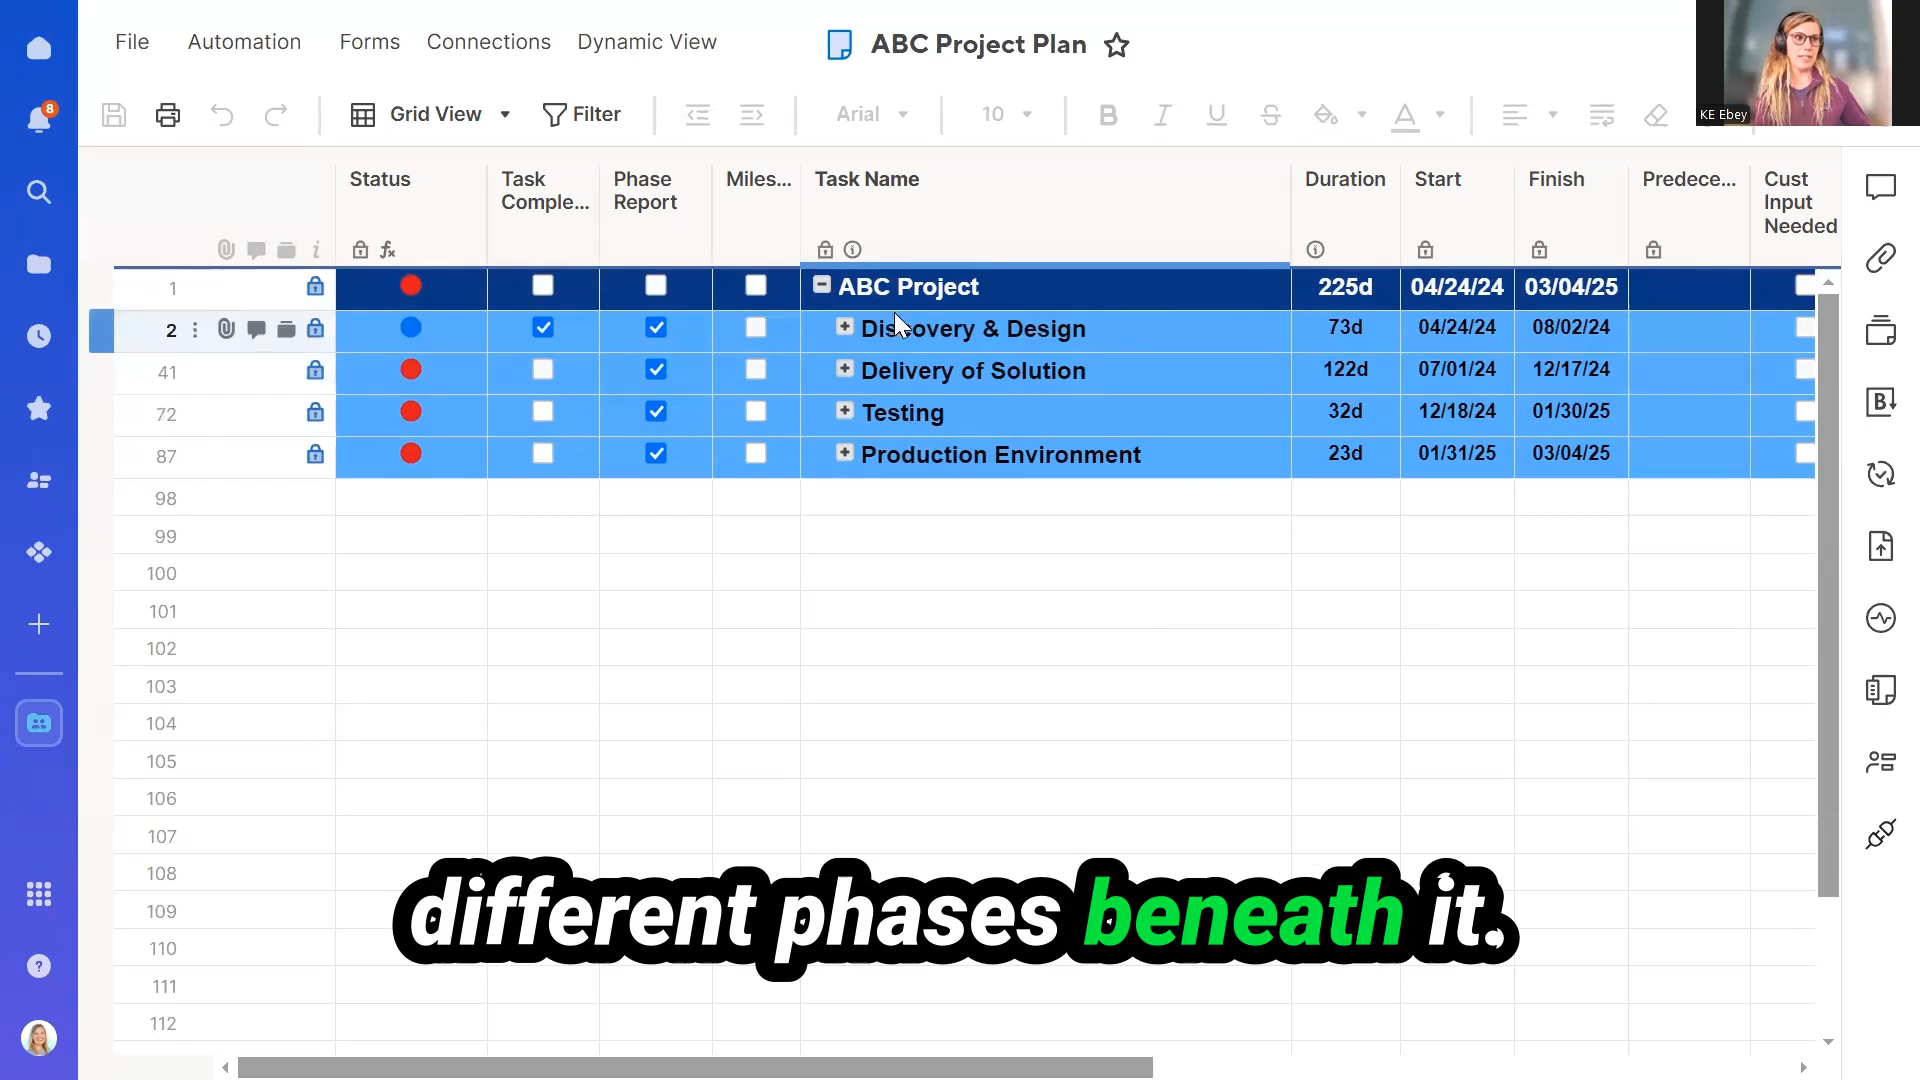 File Automation Forms Connections Dynamic View
ABC Project Plan
KE Ebey
8
Grid View Filter Arial 10 B I U S A
Status Task Comple... Phase Report Miles... Task Name Duration Start Finish Predece... Cust Input Needed
fx
1 ABC Project 225d 04/24/24 03/04/25
2 Discovery & Design 73d 04/24/24 08/02/24
41 Delivery of Solution 122d 07/01/24 12/17/24
72 Testing 32d 12/18/24 01/30/25
87 Production Environment 23d 01/31/25 03/04/25
98
99
100
101
102
103
104
105
106
107
108
109
110
111
112
different phases beneath it.